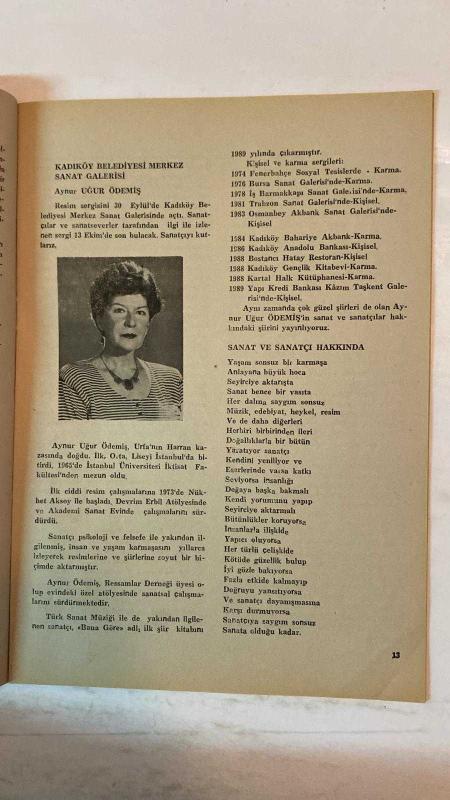 KADIKÖY BELEDİYESİ MERKEZ
SANAT GALERİSİ
Aynur UĞUR ÖDEMİŞ
Resim sergisini 30 Eylül'de Kadıköy Be-
lediyesi Merkez Sanat Galerisinde açtı. Sanat-
çılar ve sanatseverler tarafından ilgi ile izle-
nen sergi 13 Ekim'de son bulacak. Sanatçıyı kut-
larız.
Aynur Uğur Ödemiş, Urfa'nın Harran ka-
zasında doğdu. İlk, Orta, Liseyi İstanbul'da bi-
tirdi, 1965'de İstanbul Üniversitesi İktisat Fa-
kültesi'nden mezun oldu.
İlk ciddi resim çalışmalarına 1973'de Nük-
het Aksoy ile başladı. Devrim Erbil Atölyesinde
ve Akademi Sanat Evinde çalışmalarını sür-
dürdü.
Sanatçı psikoloji ve felsefe ile yakından il-
gilenmiş, insan ve yaşam karmaşasını yıllarca
izleyerek resimlerine ve şiirlerine soyut bir bi-
çimde aktarmıştır.
Aynur Ödemiş, Ressamlar Derneği üyesi o-
lup evindeki özel atölyesinde sanatsal çalışma-
larını sürdürmektedir.
Türk Sanat Müziği ile de yakından ilgile-
nen sanatçı, «Bana Göre» adlı ilk şiir kitabını
1989 yılında çıkarmıştır.
Kişisel ve karma sergileri:
1974 Fenerbahçe Sosyal Tesislerde - Karma.
1976 Bursa Sanat Galerisi'nde-Karma.
1978 İş Barmakkapı Sanat Galerisi'nde-Karma.
1981 Trabzon Sanat Galerisi'nde-Kişisel.
1983 Osmanbey Akbank Sanat Galerisi'nde-
Kişisel
1584 Kadıköy Bahariye Akbank-Karma.
1986 Kadıköy Anadolu Bankası-Kişisel,
1988 Bostancı Hatay Restoran-Kişisel
1988 Kadıköy Gençlik Kitabevi-Karma.
1988 Kartal Halk Kütüphanesi-Karma.
1989 Yapı Kredi Bankası Kâzım Taşkent Gale-
risi'nde-Kişisel.
Aynı zamanda çok güzel şiirleri de olan Ay-
nur Uğur ÖDEMİŞ'in sanat ve sanatçılar hak-
kındaki şiirini yayınlıyoruz.
SANAT VE SANATÇI HAKKINDA
Yaşam sonsuz bir karmaşa
Anlayana büyük hoca
Seyirciye aktarışta
Sanat bence bir vasıta
Her dalına saygım sonsuz
Müzik, edebiyat, heykel, resim
Ve de daha diğerleri
Herbiri birbirinden ileri
Doğallıklarla bir bütün
Yaratıyor sanatçı
Kendini yeniliyor ve
Eserlerinde varsa katkı
Seviyorsa insanlığı
Doğaya başka bakmalı
Kendi yorumunu yapıp
Seyirciye aktarmalı
Bütünlükler koruyorsa
İnsanlarla ilişkide
Yapıcı oluyorsa
Her türlü çelişkide
Kötüde güzellik bulup
İyi gözle bakıyorsa
Fazla etkide kalmayıp
Doğruyu yansıtıyorsa
Ve sanatçı dayanışmasına
Karşı durmuyorsa
Sanatçıya saygım sonsuz
Sanata olduğu kadar.
13